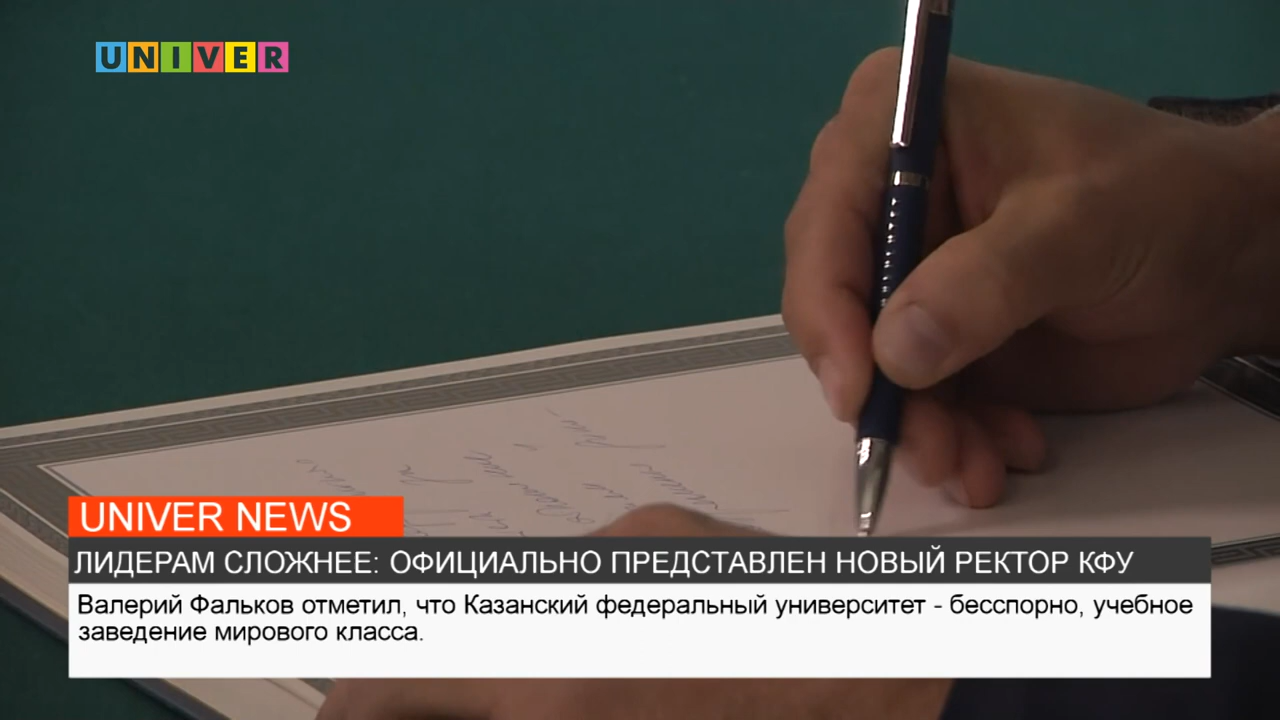 UNIVER
UNIVER NEWS
ЛИДЕРАМ СЛОЖНЕЕ: ОФИЦИАЛЬНО ПРЕДСТАВЛЕН НОВЫЙ РЕКТОР КФУ
Валерий Фальков отметил, что Казанский федеральный университет - бесспорно, учебное
заведение мирового класса.